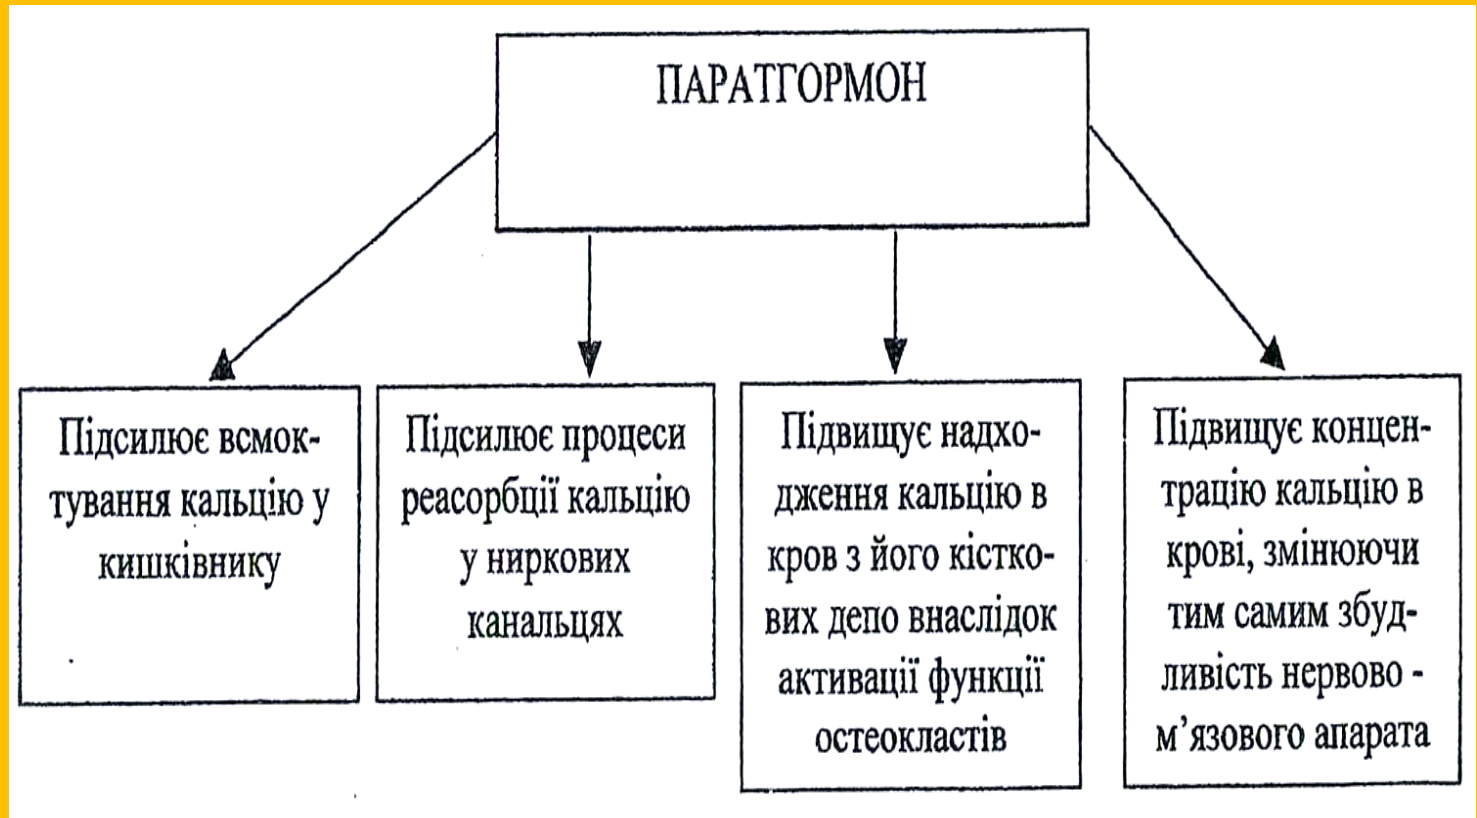 ПАРАТГОРМОН
Підсилює всмок-
тування кальцію у
кишківнику
Підсилює процеси
реасорбції кальцію
у ниркових
канальцях
Підвищує надхо-
дження кальцію в
кров з його кістко-
вих депо внаслідок
активації функції
остеокластів
Підвищує концен-
трацію кальцію в
крові, змінюючи
тим самим збуд-
ливість нервово -
м’язового апарата